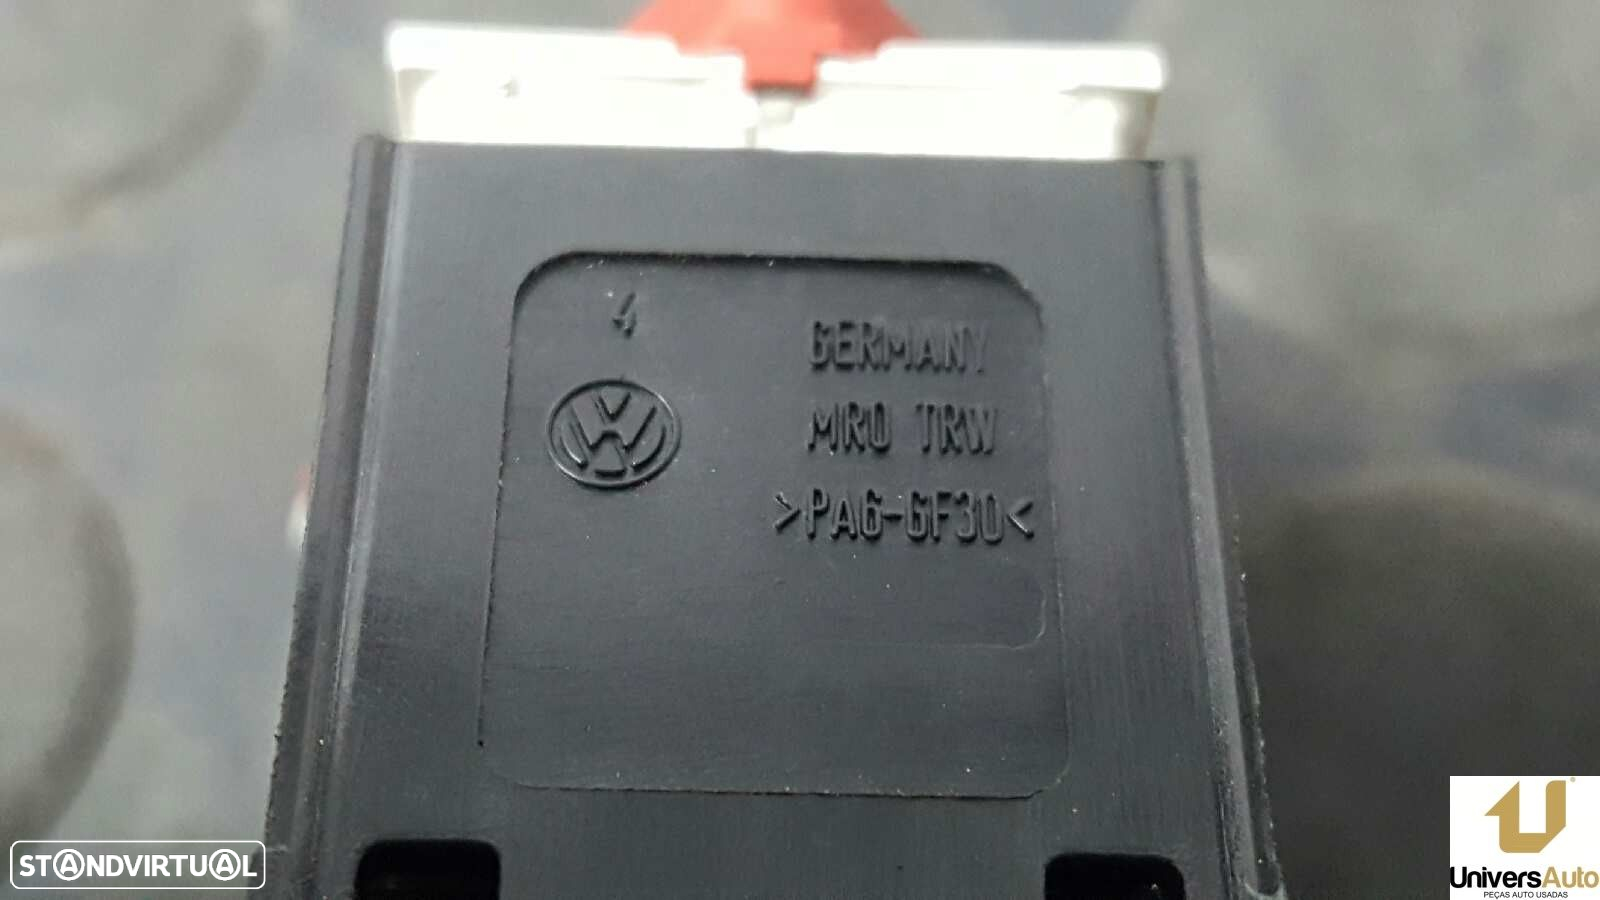 4
GERMANY
MRO TRW
>PA6-GF30<
STANDVIRTUAL
UniversAuto
PEÇAS AUTO USADAS